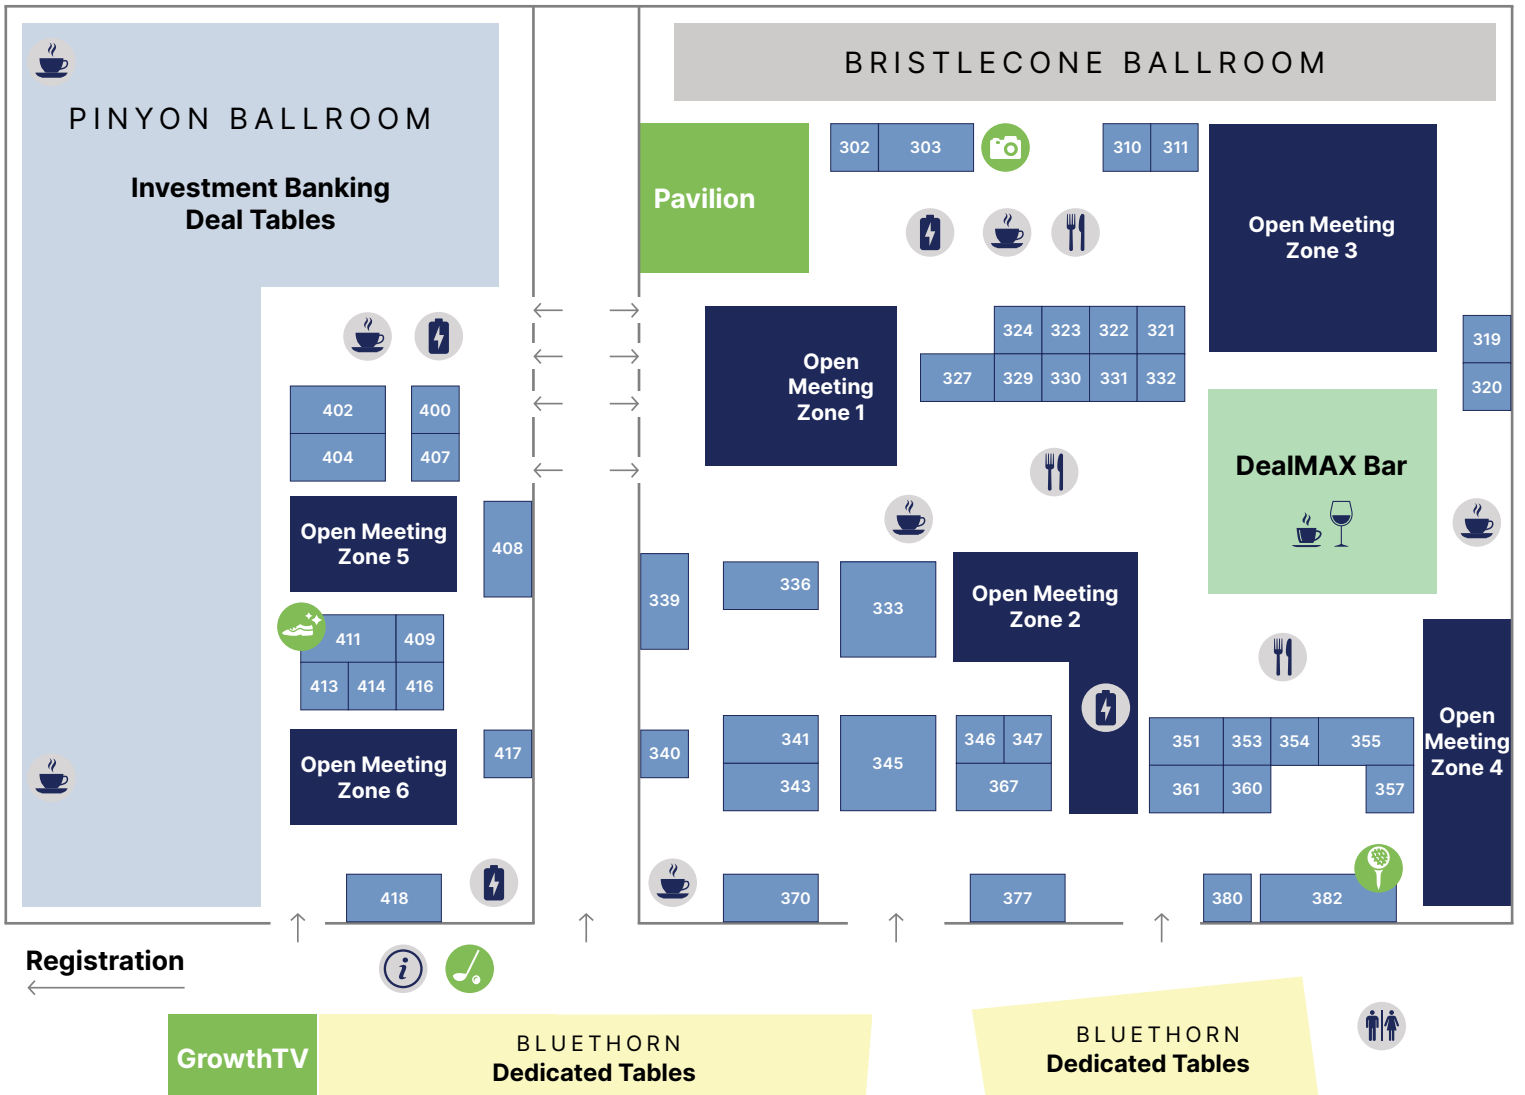 PINYON BALLROOM
Investment Banking
Deal Tables
402
400
404
407
Open Meeting
Zone 5
408
411
409
413
414
416
Open Meeting
Zone 6
417
418
BRISTLECONE BALLROOM
Pavilion
302
303
310
311
Open Meeting
Zone 3
Open
Meeting
Zone 1
324
323
322
321
327
329
330
331
332
319
320
DealMAX Bar
339
336
333
Open Meeting
Zone 2
340
341
343
345
346
347
367
351
353
354
355
361
360
357
Open
Meeting
Zone 4
370
377
380
382
Registration
i
GrowthTV
BLUETHORN
Dedicated Tables
BLUETHORN
Dedicated Tables